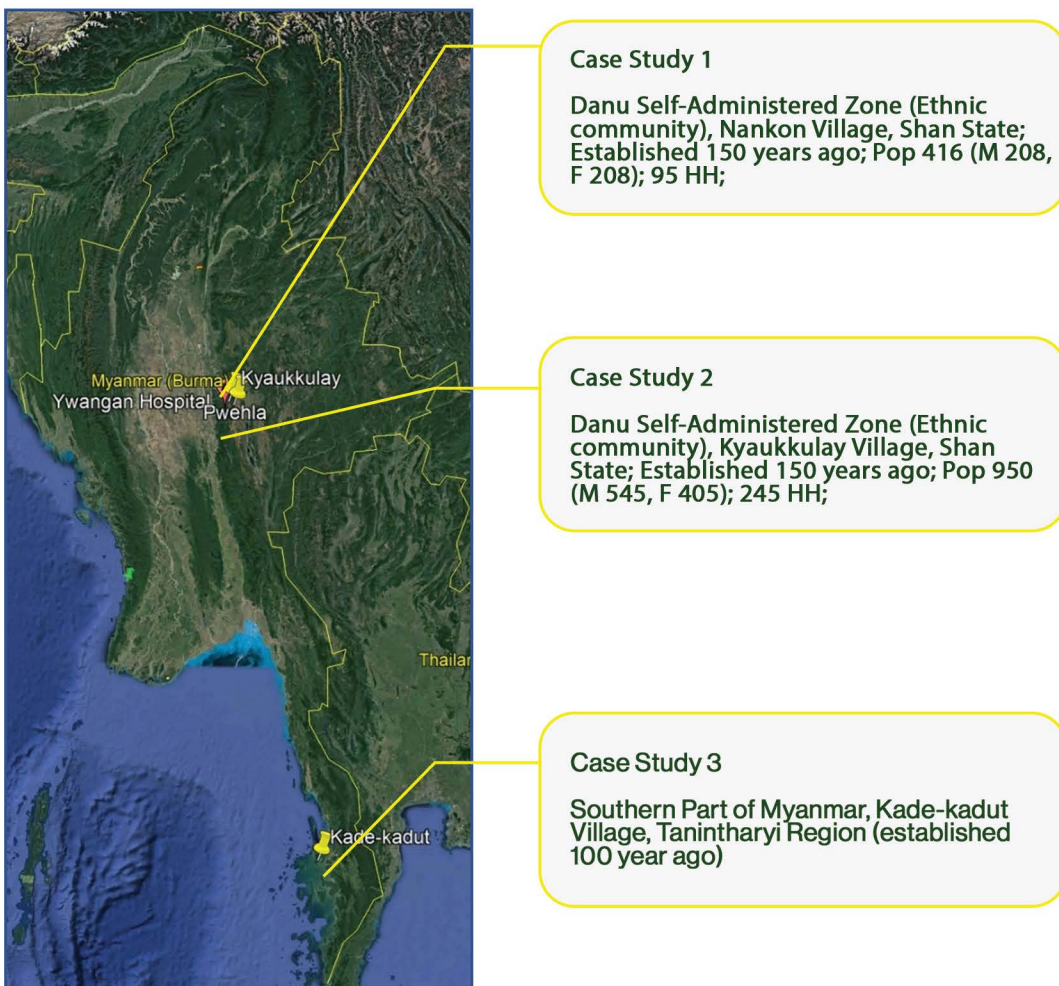 Case Study 1
Danu Self-Administered Zone (Ethnic
community), Nankon Village, Shan State;
Established 150 years ago; Pop 416 (M 208,
F 208); 95 HH;
Myanmar (Burma)
Kyaukkulay
Ywangan Hospital
Pwehla
Case Study 2
Danu Self-Administered Zone (Ethnic
community), Kyaukkulay Village, Shan
State; Established 150 years ago; Pop 950
(M 545, F 405); 245 HH;
Thailan
Case Study 3
Southern Part of Myanmar, Kade-kadut
Village, Tanintharyi Region (established
100 year ago)
Kade-kadut